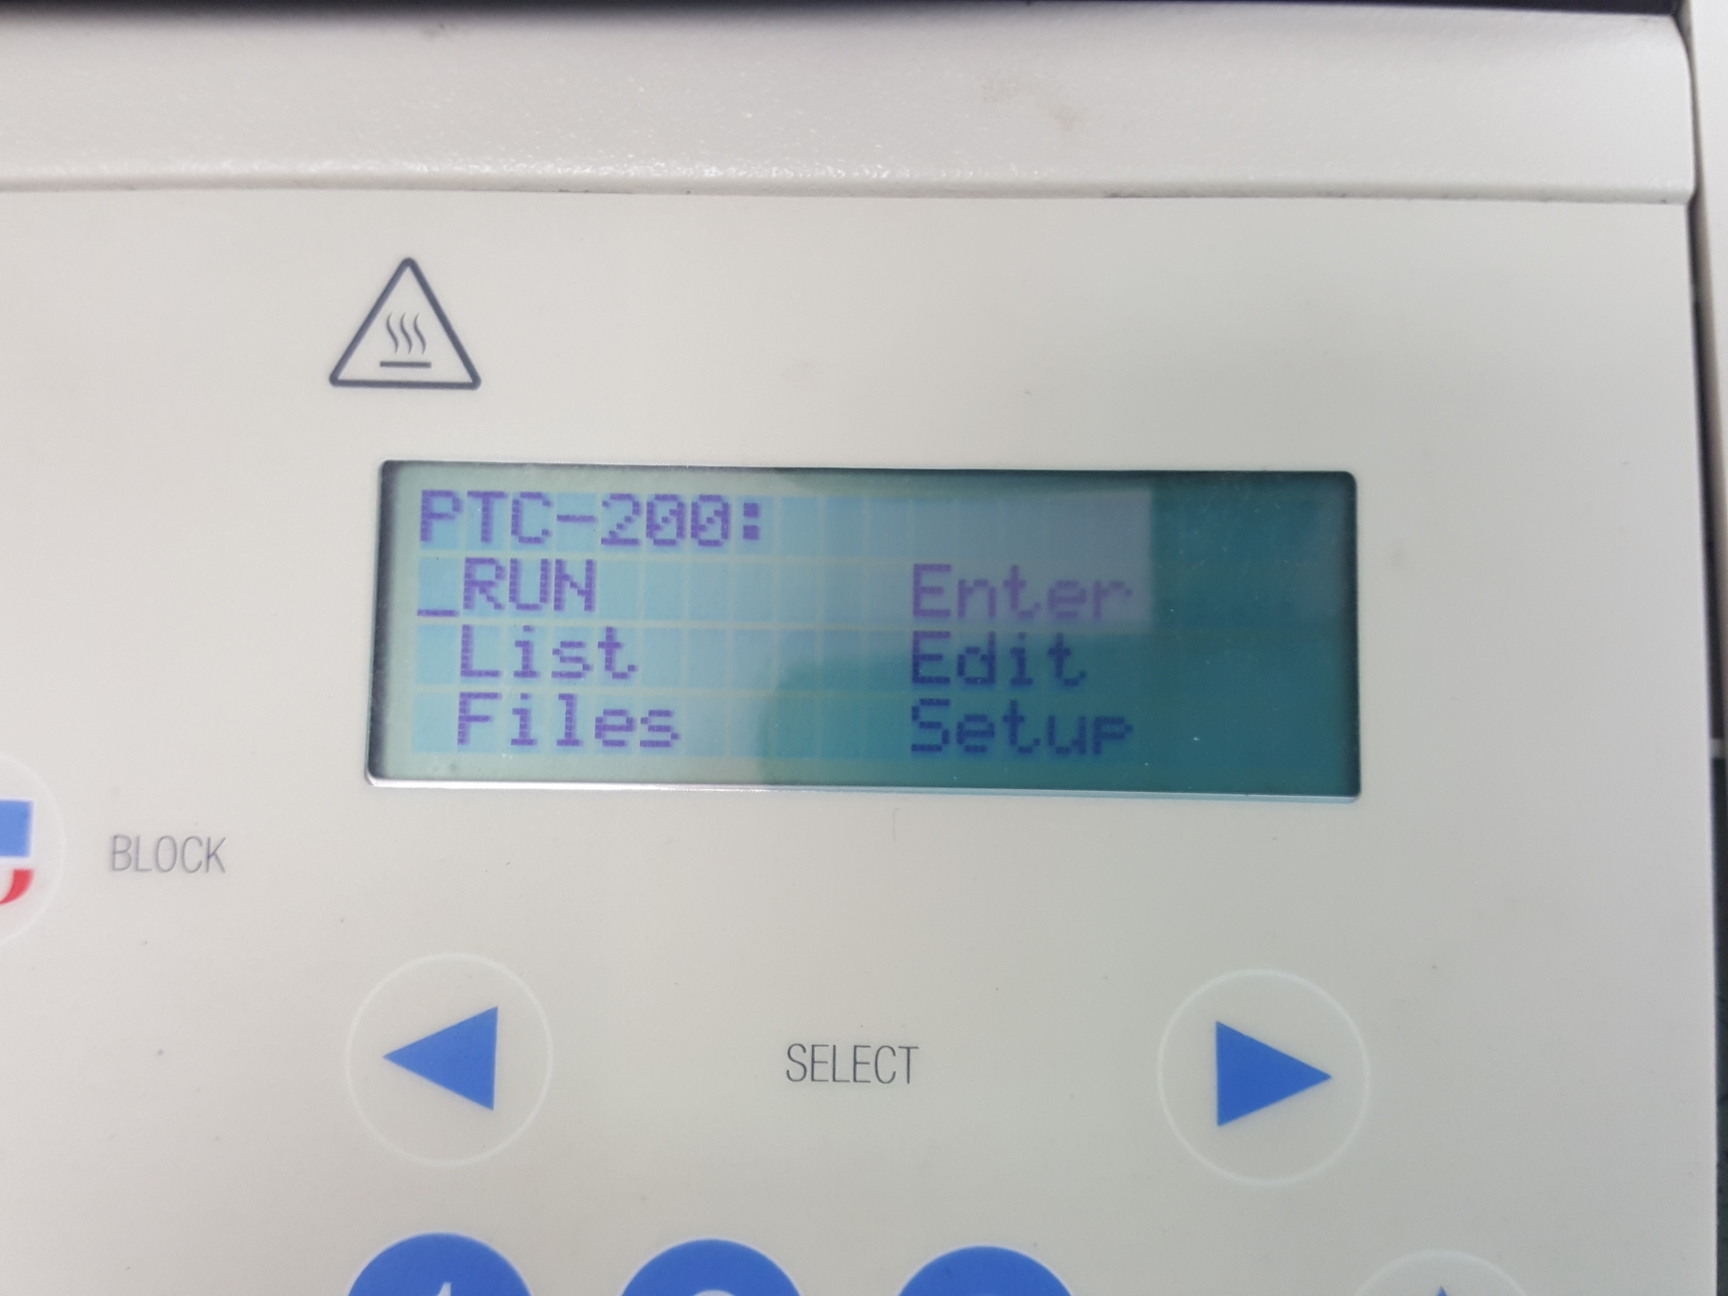 PTC-200:
_RUN Enter
List Edit
Files Setup
BLOCK
SELECT